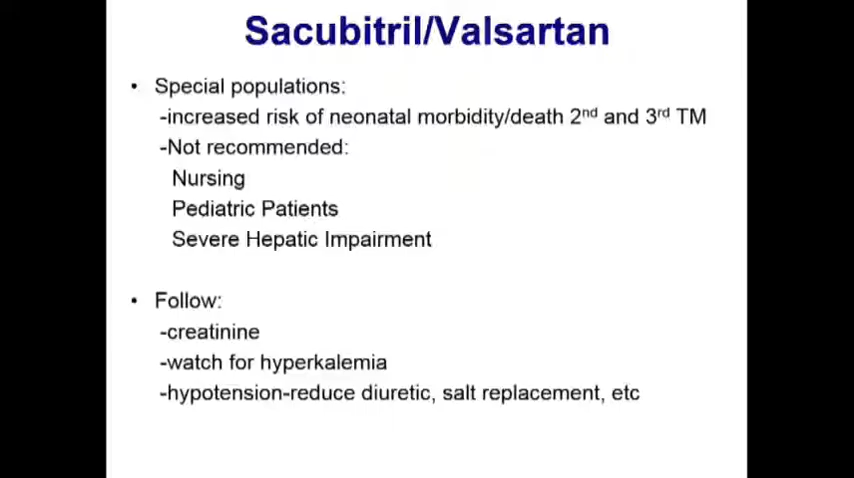 Sacubitril/Valsartan
• Special populations:
-increased risk of neonatal morbidity/death 2nd and 3rd TM
-Not recommended:
Nursing
Pediatric Patients
Severe Hepatic Impairment
• Follow:
-creatinine
-watch for hyperkalemia
-hypotension-reduce diuretic, salt replacement, etc